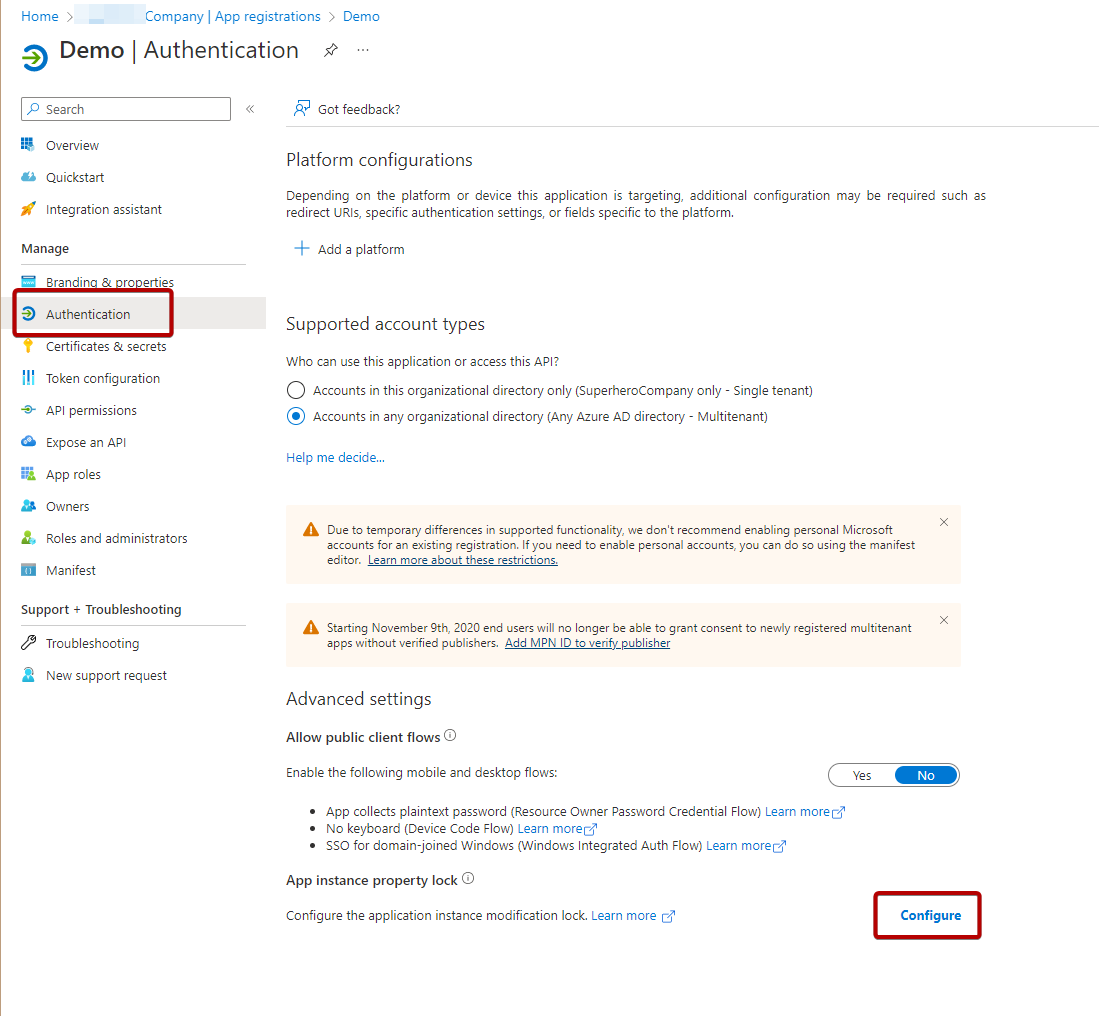 Home > Company | App registrations > Demo
Demo | Authentication
Search
Got feedback?
Overview
Quickstart
Integration assistant
Manage
Branding & properties
Authentication
Certificates & secrets
Token configuration
API permissions
Expose an API
App roles
Owners
Roles and administrators
Manifest
Support + Troubleshooting
Troubleshooting
New support request
Platform configurations
Depending on the platform or device this application is targeting, additional configuration may be required such as
redirect URIs, specific authentication settings, or fields specific to the platform.
Add a platform
Supported account types
Who can use this application or access this API?
Accounts in this organizational directory only (SuperheroCompany only - Single tenant)
Accounts in any organizational directory (Any Azure AD directory - Multitenant)
Help me decide...
Due to temporary differences in supported functionality, we don't recommend enabling personal Microsoft
accounts for an existing registration. If you need to enable personal accounts, you can do so using the manifest
editor. Learn more about these restrictions.
Starting November 9th, 2020 end users will no longer be able to grant consent to newly registered multitenant
apps without verified publishers. Add MPN ID to verify publisher
Advanced settings
Allow public client flows
Enable the following mobile and desktop flows:
Yes No
App collects plaintext password (Resource Owner Password Credential Flow) Learn more
No keyboard (Device Code Flow) Learn more
SSO for domain-joined Windows (Windows Integrated Auth Flow) Learn more
App instance property lock
Configure the application instance modification lock. Learn more
Configure